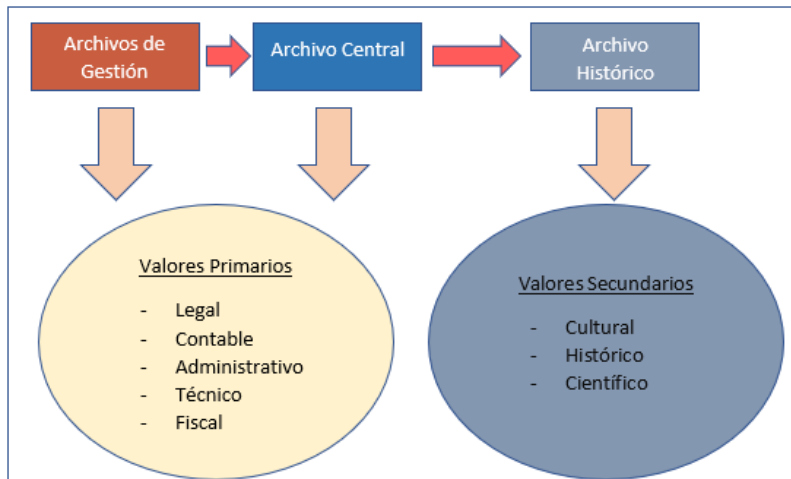 Archivos de
Gestión
Archivo Central
Archivo
Histórico
Valores Primarios
- Legal
- Contable
- Administrativo
- Técnico
- Fiscal
Valores Secundarios
- Cultural
- Histórico
- Científico